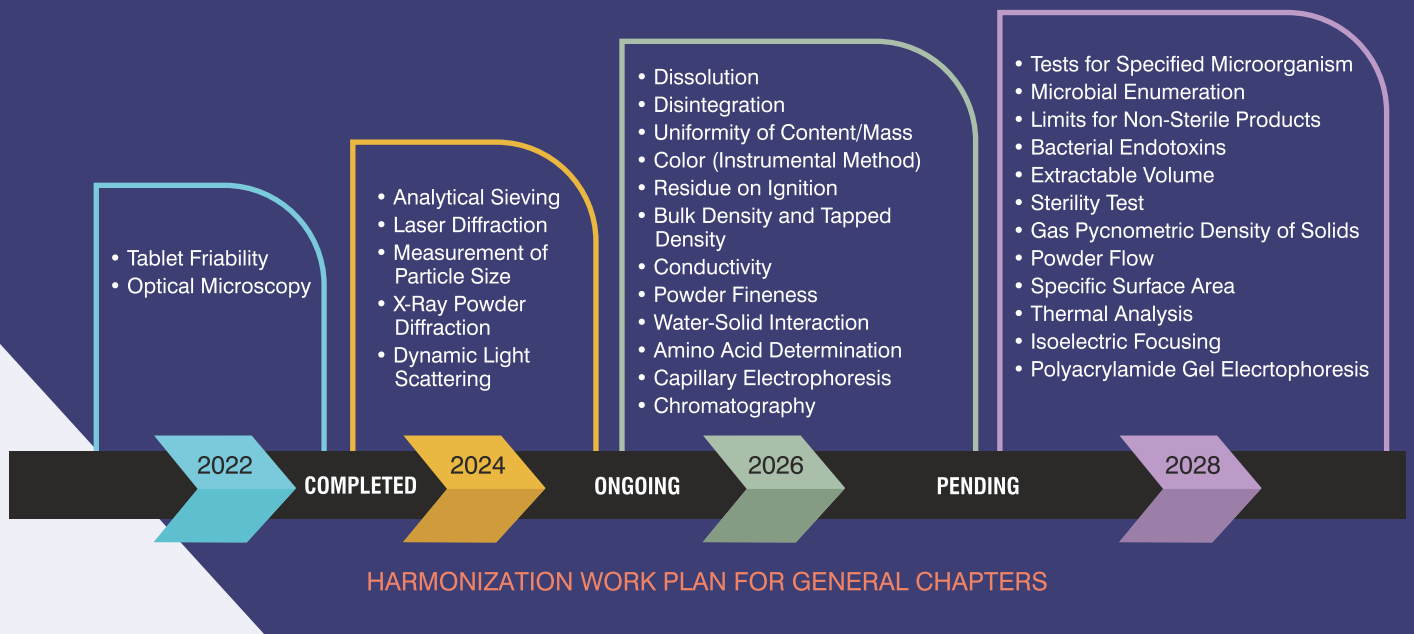 • Tablet Friability
• Optical Microscopy
• Analytical Sieving
• Laser Diffraction
• Measurement of
Particle Size
• X-Ray Powder
Diffraction
• Dynamic Light
Scattering
• Dissolution
• Disintegration
• Uniformity of Content/Mass
• Color (Instrumental Method)
• Residue on Ignition
• Bulk Density and Tapped
Density
• Conductivity
• Powder Fineness
• Water-Solid Interaction
• Amino Acid Determination
• Capillary Electrophoresis
• Chromatography
• Tests for Specified Microorganism
• Microbial Enumeration
• Limits for Non-Sterile Products
• Bacterial Endotoxins
• Extractable Volume
• Sterility Test
• Gas Pycnometric Density of Solids
• Powder Flow
• Specific Surface Area
• Thermal Analysis
• Isoelectric Focusing
• Polyacrylamide Gel Elecrtophoresis
2022
COMPLETED
2024
ONGOING
2026
PENDING
2028
HARMONIZATION WORK PLAN FOR GENERAL CHAPTERS